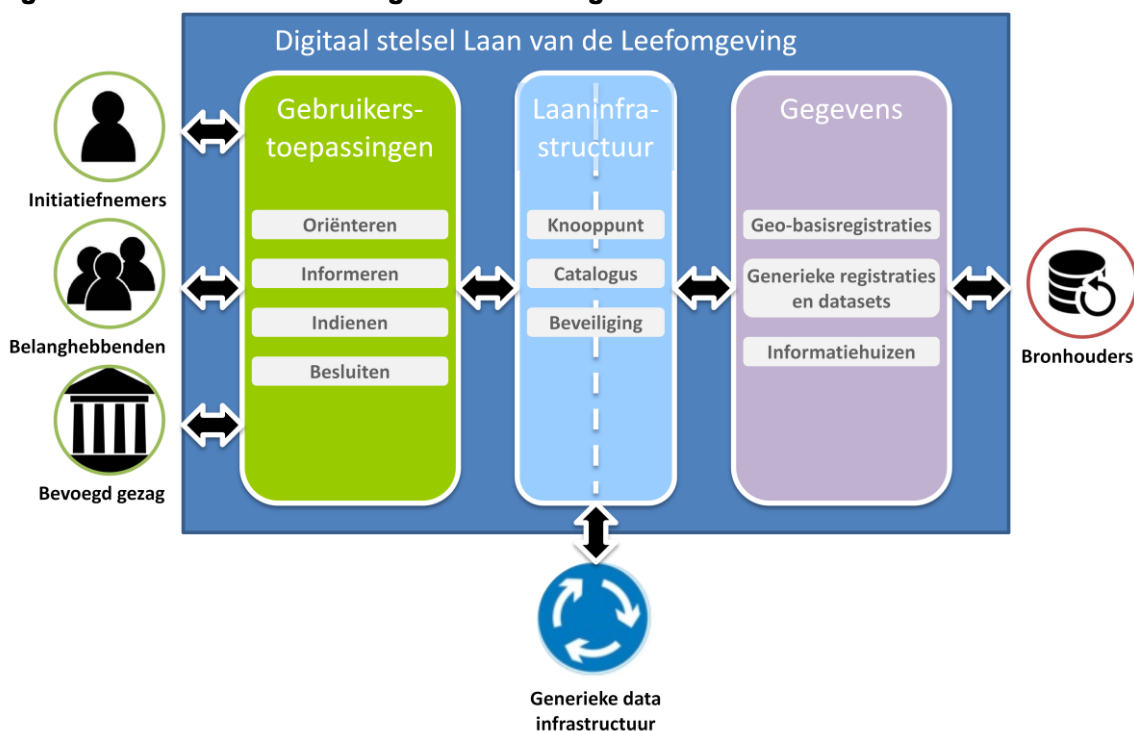 Digitaal stelsel Laan van de Leefomgeving
Gebruikers-
toepassingen
Oriënteren
Informeren
Indienen
Besluiten
Laaninfra-
structuur
Knooppunt
Catalogus
Beveiliging
Gegevens
Geo-basisregistraties
Generieke registraties
en datasets
Informatiehuizen
Initiatiefnemers
Belanghebbenden
Bevoegd gezag
Bronhouders
Generieke data
infrastructuur